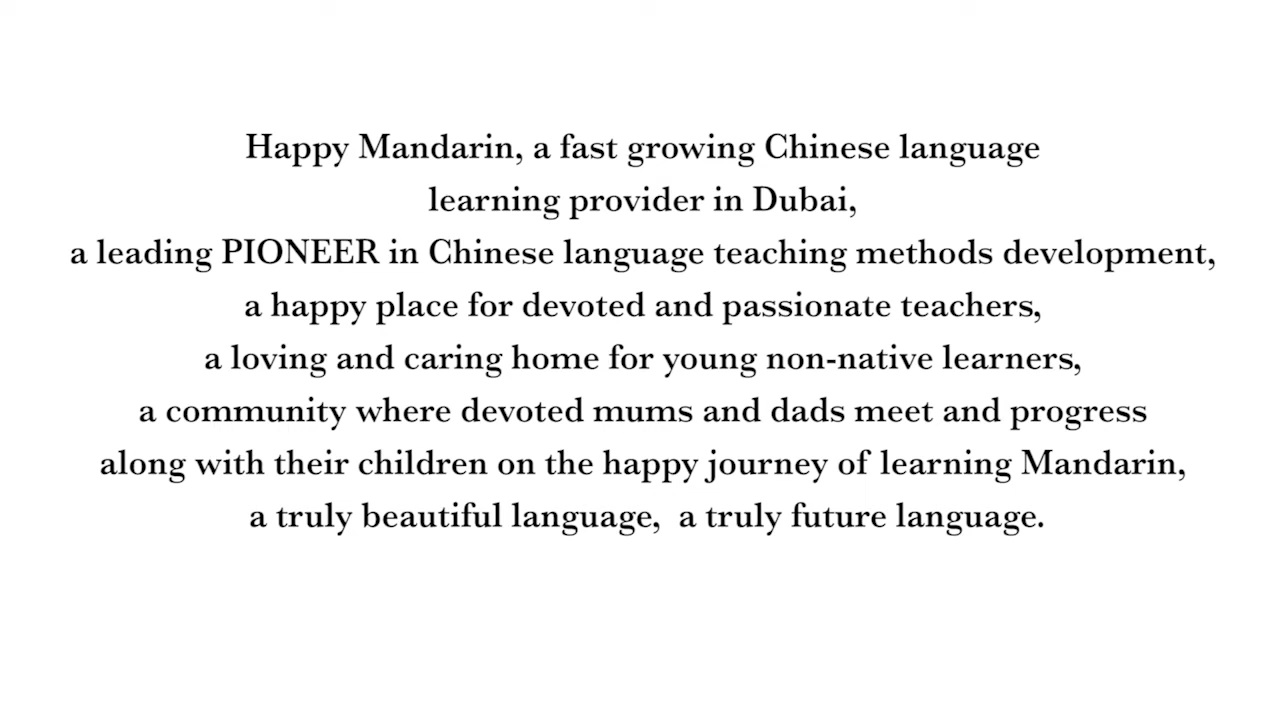 Happy Mandarin, a fast growing Chinese language
learning provider in Dubai,
a leading PIONEER in Chinese language teaching methods development,
a happy place for devoted and passionate teachers,
a loving and caring home for young non-native learners,
a community where devoted mums and dads meet and progress
along with their children on the happy journey of learning Mandarin,
a truly beautiful language,  a truly future language.